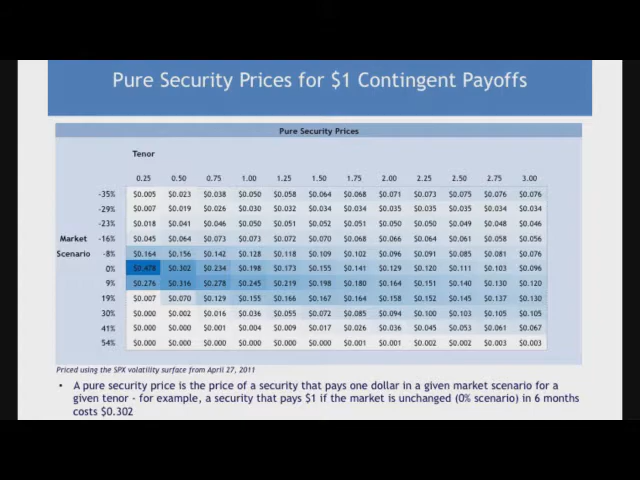 Pure Security Prices for $1 Contingent Payoffs
Pure Security Prices
Tenor
0.25 0.50 0.75 1.00 1.25 1.50 1.75 2.00 2.25 2.50 2.75 3.00
-35% $0.005 $0.023 $0.038 $0.050 $0.058 $0.064 $0.068 $0.071 $0.073 $0.075 $0.076 $0.076
-29% $0.007 $0.019 $0.026 $0.030 $0.032 $0.034 $0.034 $0.035 $0.035 $0.035 $0.034 $0.034
-23% $0.018 $0.041 $0.046 $0.050 $0.051 $0.052 $0.051 $0.050 $0.050 $0.049 $0.048 $0.046
Market -16% $0.045 $0.064 $0.073 $0.073 $0.072 $0.070 $0.068 $0.066 $0.064 $0.061 $0.058 $0.056
Scenario -8% $0.164 $0.156 $0.142 $0.128 $0.118 $0.109 $0.102 $0.096 $0.091 $0.085 $0.081 $0.076
0% $0.478 $0.302 $0.234 $0.198 $0.173 $0.155 $0.141 $0.129 $0.120 $0.111 $0.103 $0.096
9% $0.276 $0.316 $0.278 $0.245 $0.219 $0.198 $0.180 $0.164 $0.151 $0.140 $0.130 $0.120
19% $0.007 $0.070 $0.129 $0.155 $0.166 $0.167 $0.164 $0.158 $0.152 $0.145 $0.137 $0.130
30% $0.000 $0.002 $0.016 $0.036 $0.055 $0.072 $0.085 $0.094 $0.100 $0.103 $0.105 $0.105
41% $0.000 $0.000 $0.001 $0.004 $0.009 $0.017 $0.026 $0.036 $0.045 $0.053 $0.061 $0.067
54% $0.000 $0.000 $0.000 $0.000 $0.000 $0.000 $0.001 $0.001 $0.002 $0.002 $0.003 $0.003
Priced using the SPX volatility surface from April 27, 2011
• A pure security price is the price of a security that pays one dollar in a given market scenario for a
given tenor - for example, a security that pays $1 if the market is unchanged (0% scenario) in 6 months
costs $0.302